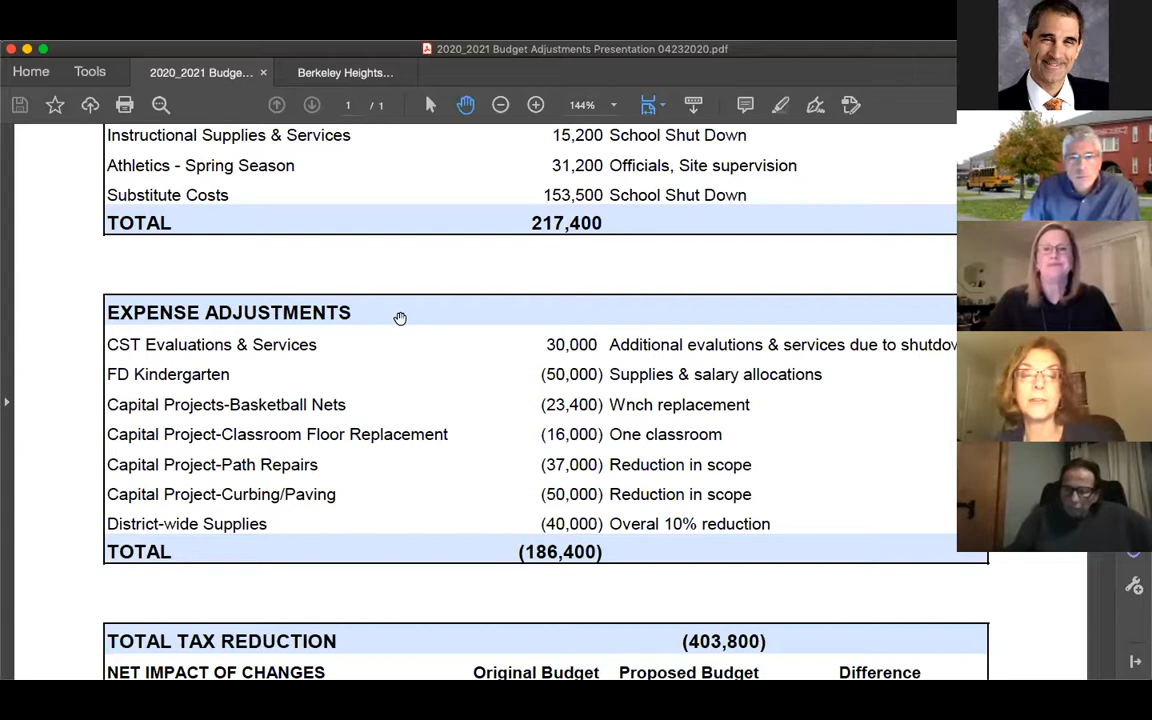 2020_2021 Budget Adjustments Presentation 04232020.pdf
Home Tools 2020_2021 Budge... × Berkeley Heights...
1 / 1 144%
Instructional Supplies & Services 15,200 School Shut Down
Athletics - Spring Season 31,200 Officials, Site supervision
Substitute Costs 153,500 School Shut Down
TOTAL 217,400
EXPENSE ADJUSTMENTS
CST Evaluations & Services 30,000 Additional evalutions & services due to
FD Kindergarten (50,000) Supplies & salary allocations
Capital Projects-Basketball Nets (23,400) Wnch replacement
Capital Project-Classroom Floor Replacement (16,000) One classroom
Capital Project-Path Repairs (37,000) Reduction in scope
Capital Project-Curbing/Paving (50,000) Reduction in scope
District-wide Supplies (40,000) Overal 10% reduction
TOTAL (186,400)
TOTAL TAX REDUCTION (403,800)
NET IMPACT OF CHANGES Original Budget Proposed Budget Difference